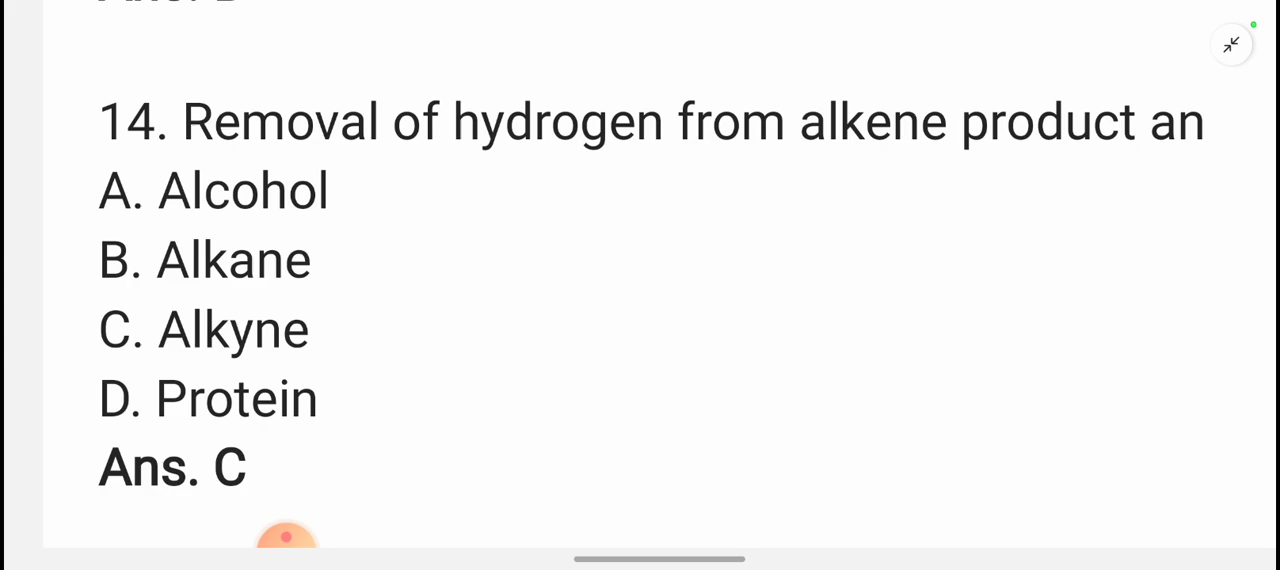 14. Removal of hydrogen from alkene product an
A. Alcohol
B. Alkane
C. Alkyne
D. Protein
Ans. C